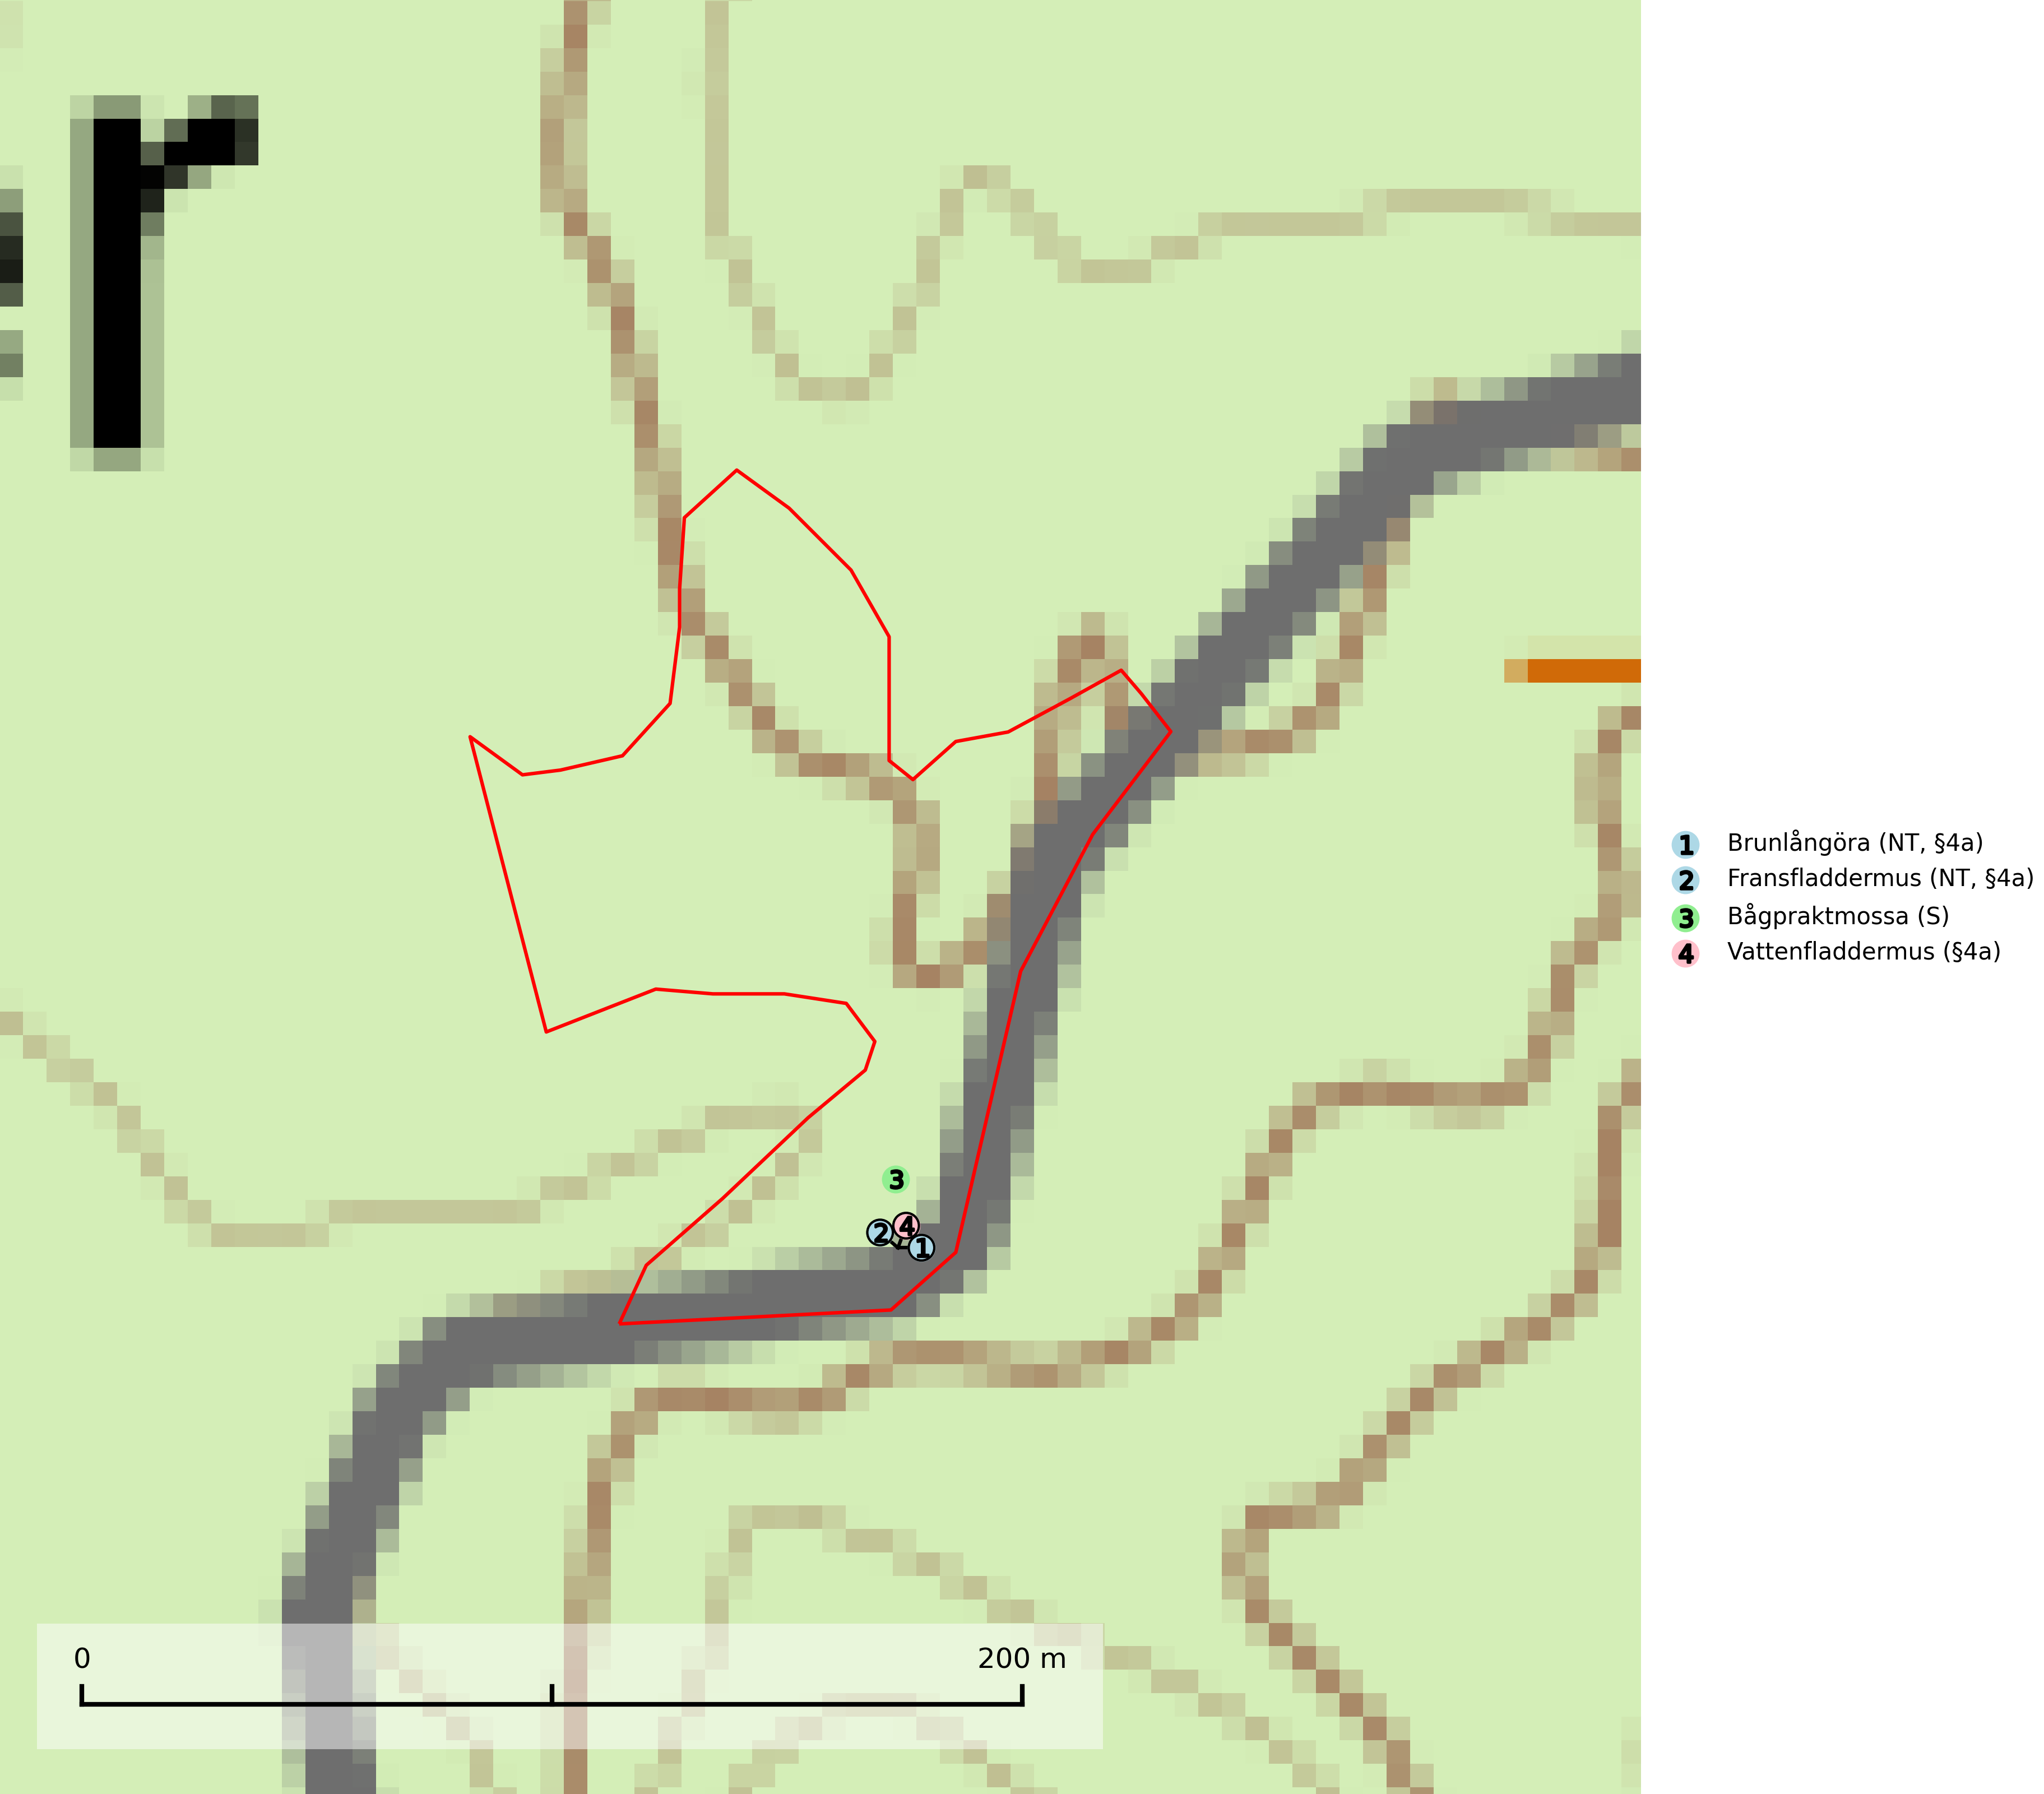 3
2
4
1
0
200 m
1 Brunlångöra (NT, §4a)
2 Fransfladdermus (NT, §4a)
3 Bågpraktmossa (S)
4 Vattenfladdermus (§4a)